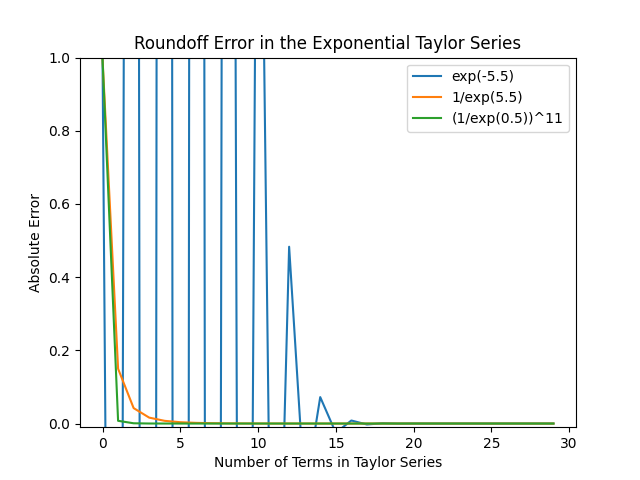 Roundoff Error in the Exponential Taylor Series
exp(-5.5)
1/exp(5.5)
(1/exp(0.5))^11
Absolute Error
1.0
0.8
0.6
0.4
0.2
0.0
0 5 10 15 20 25 30
Number of Terms in Taylor Series